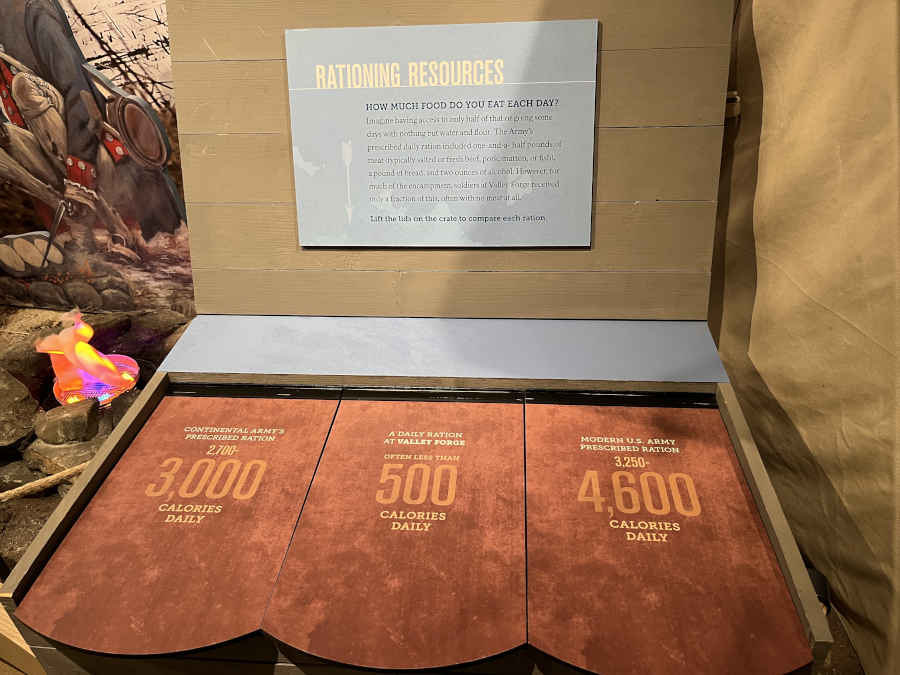 RATIONING RESOURCES
HOW MUCH FOOD DO YOU EAT EACH DAY?
Imagine having access to only half of that or going some
days with nothing but water and flour. The Army's
prescribed daily ration included one-and-a-half pounds of
meat (typically salted or fresh beef, pork, mutton, or fish),
a pound of bread, and two ounces of alcohol. However, for
much of the encampment, soldiers at Valley Forge received
only a fraction of this, often with no meat at all.
Lift the lids on the crate to compare each ration.
CONTINENTAL ARMY'S
PRESCRIBED RATION
2,700-
3,000
CALORIES
DAILY
A DAILY RATION
AT VALLEY FORGE
OFTEN LESS THAN
500
CALORIES
DAILY
MODERN U.S. ARMY
PRESCRIBED RATION
3,250-
4,600
CALORIES
DAILY